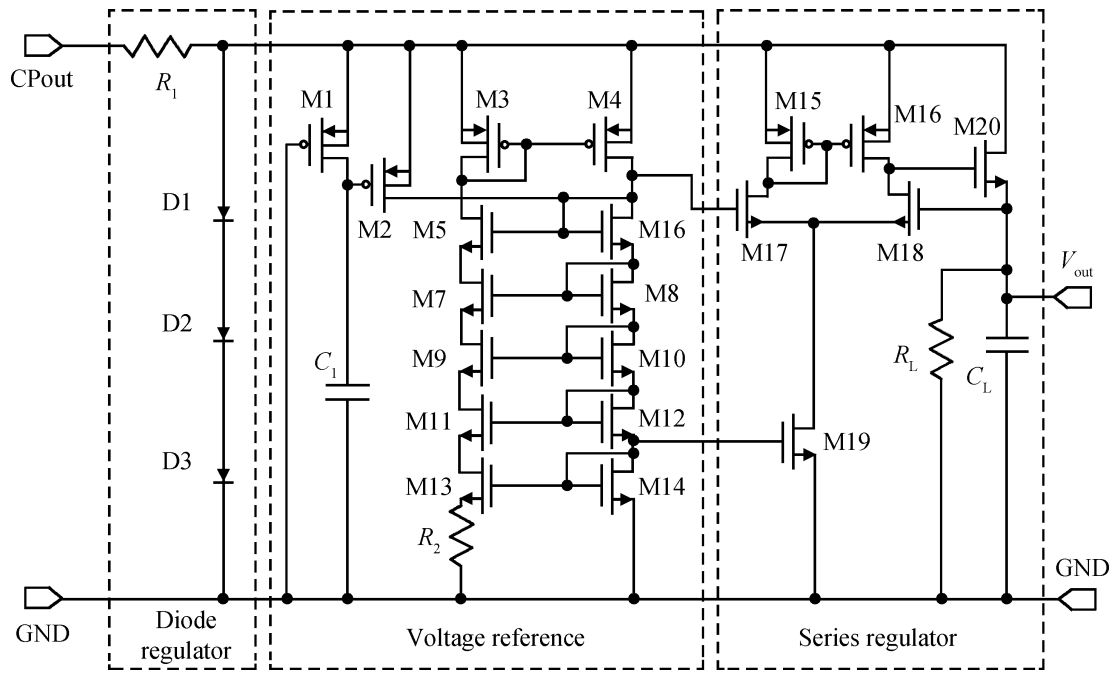 CPout
R1
M1
M3
M4
M15
M16
M20
D1
M2
M5
M16
M17
M18
Vout
M7
M8
D2
C1
M9
M10
RL
CL
M11
M12
M19
D3
M13
M14
R2
GND
GND
Diode
regulator
Voltage reference
Series regulator